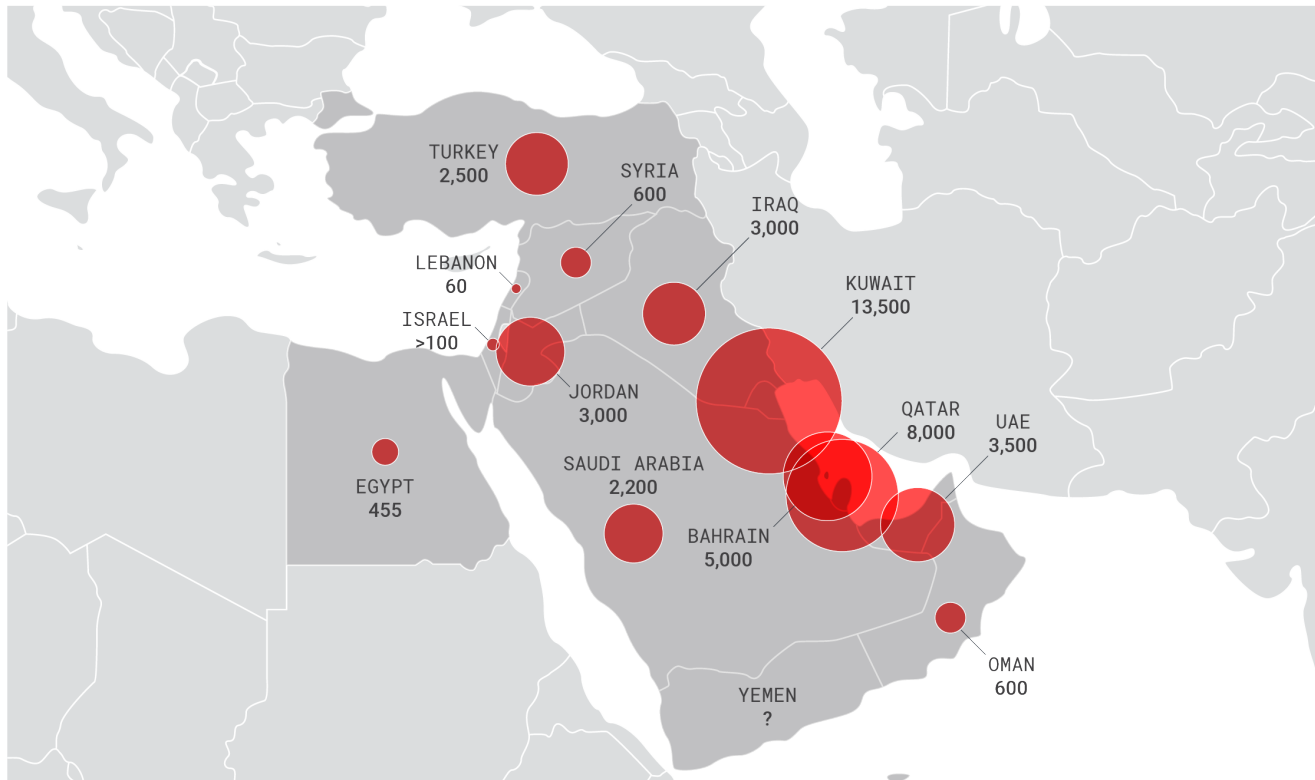 TURKEY
2,500
SYRIA
600
IRAQ
3,000
LEBANON
60
KUWAIT
13,500
ISRAEL
>100
JORDAN
3,000
QATAR
8,000
UAE
3,500
SAUDI ARABIA
2,200
EGYPT
455
BAHRAIN
5,000
OMAN
600
YEMEN
?